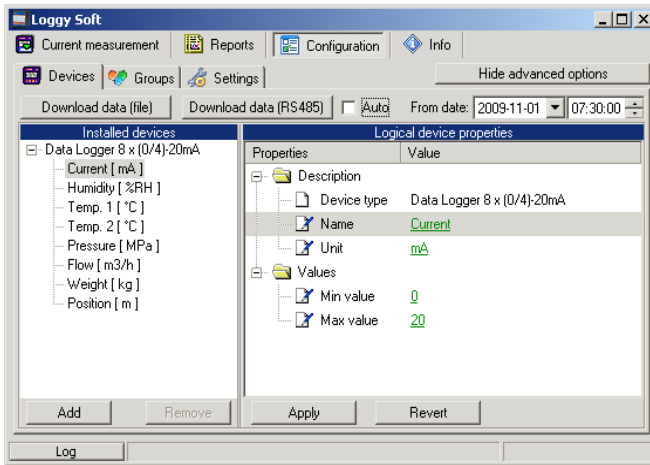 Loggy Soft
Current measurement Reports Configuration Info
Devices Groups Settings Hide advanced options
Download data (file) Download data (RS485) Auto From date: 2009-11-01 07:30:00
Installed devices Logical device properties
Data Logger 8 x (0/4)-20mA Properties Value
Current [ mA ] Description
Humidity [ %RH ] Device type Data Logger 8 x (0/4)-20mA
Temp. 1 [ °C ] Name Current
Temp. 2 [ °C ] Unit mA
Pressure [ MPa ] Values
Flow [ m3/h ] Min value 0
Weight [ kg ] Max value 20
Position [ m ]
Add Remove Apply Revert
Log